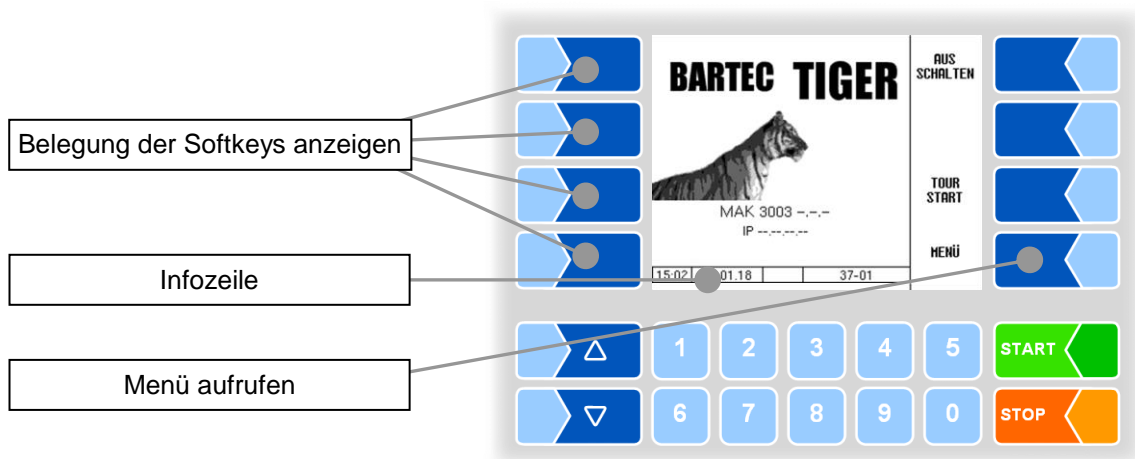 Belegung der Softkeys anzeigen
Infozeile
Menü aufrufen
BARTEC TIGER
MAK 3003 -.-.-
IP --.--.--.--
15:02 01.18 37-01
AUS
SCHALTEN
TOUR
START
MENÜ
1 2 3 4 5 START
6 7 8 9 0 STOP